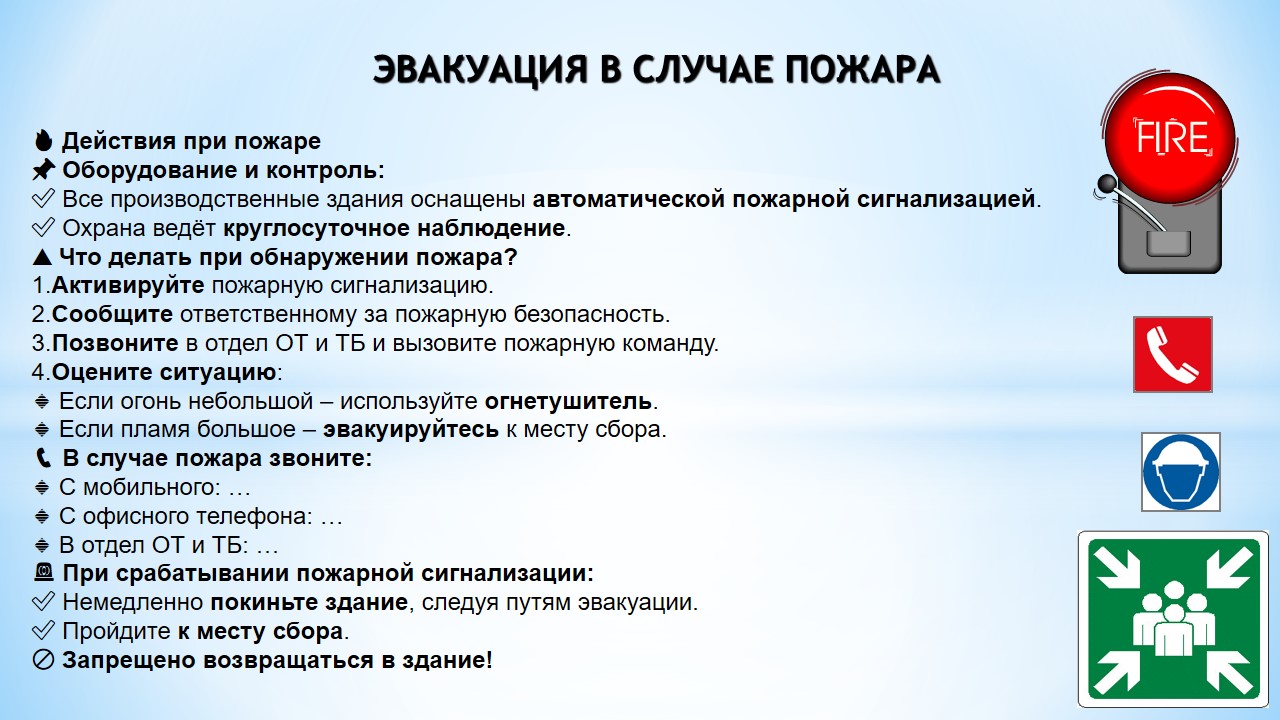 ЭВАКУАЦИЯ В СЛУЧАЕ ПОЖАРА
🔥 Действия при пожаре
📌 Оборудование и контроль:
✅ Все производственные здания оснащены автоматической пожарной сигнализацией.
✅ Охрана ведёт круглосуточное наблюдение.
▲ Что делать при обнаружении пожара?
1.Активируйте пожарную сигнализацию.
2.Сообщите ответственному за пожарную безопасность.
3.Позвоните в отдел ОТ и ТБ и вызовите пожарную команду.
4.Оцените ситуацию:
🔹 Если огонь небольшой – используйте огнетушитель.
🔹 Если пламя большое – эвакуируйтесь к месту сбора.
📞 В случае пожара звоните:
🔹 С мобильного: …
🔹 С офисного телефона: …
🔹 В отдел ОТ и ТБ: …
🚨 При срабатывании пожарной сигнализации:
✅ Немедленно покиньте здание, следуя путям эвакуации.
✅ Пройдите к месту сбора.
🚫 Запрещено возвращаться в здание!
FIRE